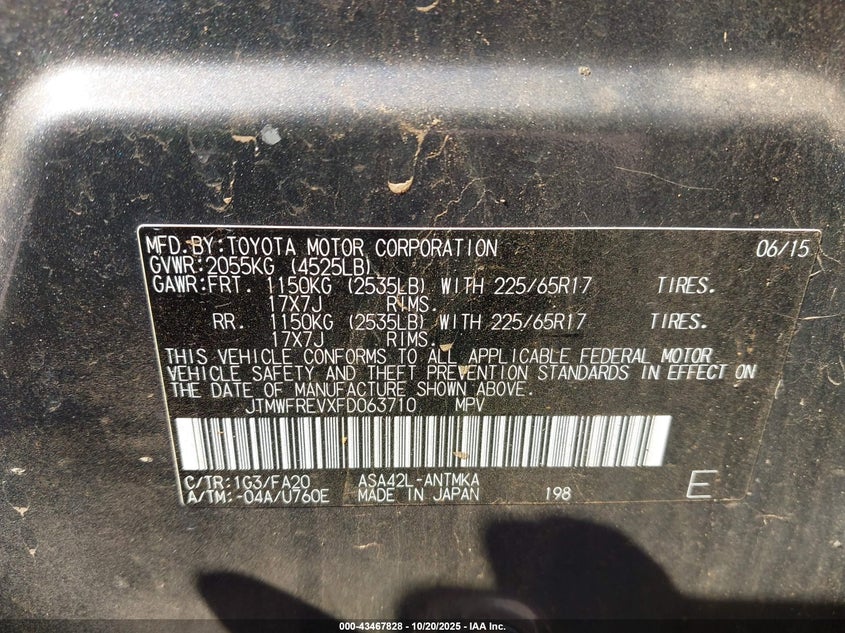 MFD.BY:TOYOTA MOTOR CORPORATION 06/15
GVWR:2055KG (4525LB)
GAWR:FRT. 1150KG (2535LB) WITH 225/65R17 TIRES.
17X7J RIMS.
RR. 1150KG (2535LB) WITH 225/65R17 TIRES.
17X7J RIMS.
THIS VEHICLE CONFORMS TO ALL APPLICABLE FEDERAL MOTOR
VEHICLE SAFETY AND THEFT PREVENTION STANDARDS IN EFFECT ON
THE DATE OF MANUFACTURE SHOWN ABOVE.
JTMWFREVXFD063710 MPV
C/TR:1G3/FA20 ASA42L-ANTMKA
A/TM:-04A/U760E MADE IN JAPAN 198 E
000-43467828 - 10/20/2025 - IAA Inc.